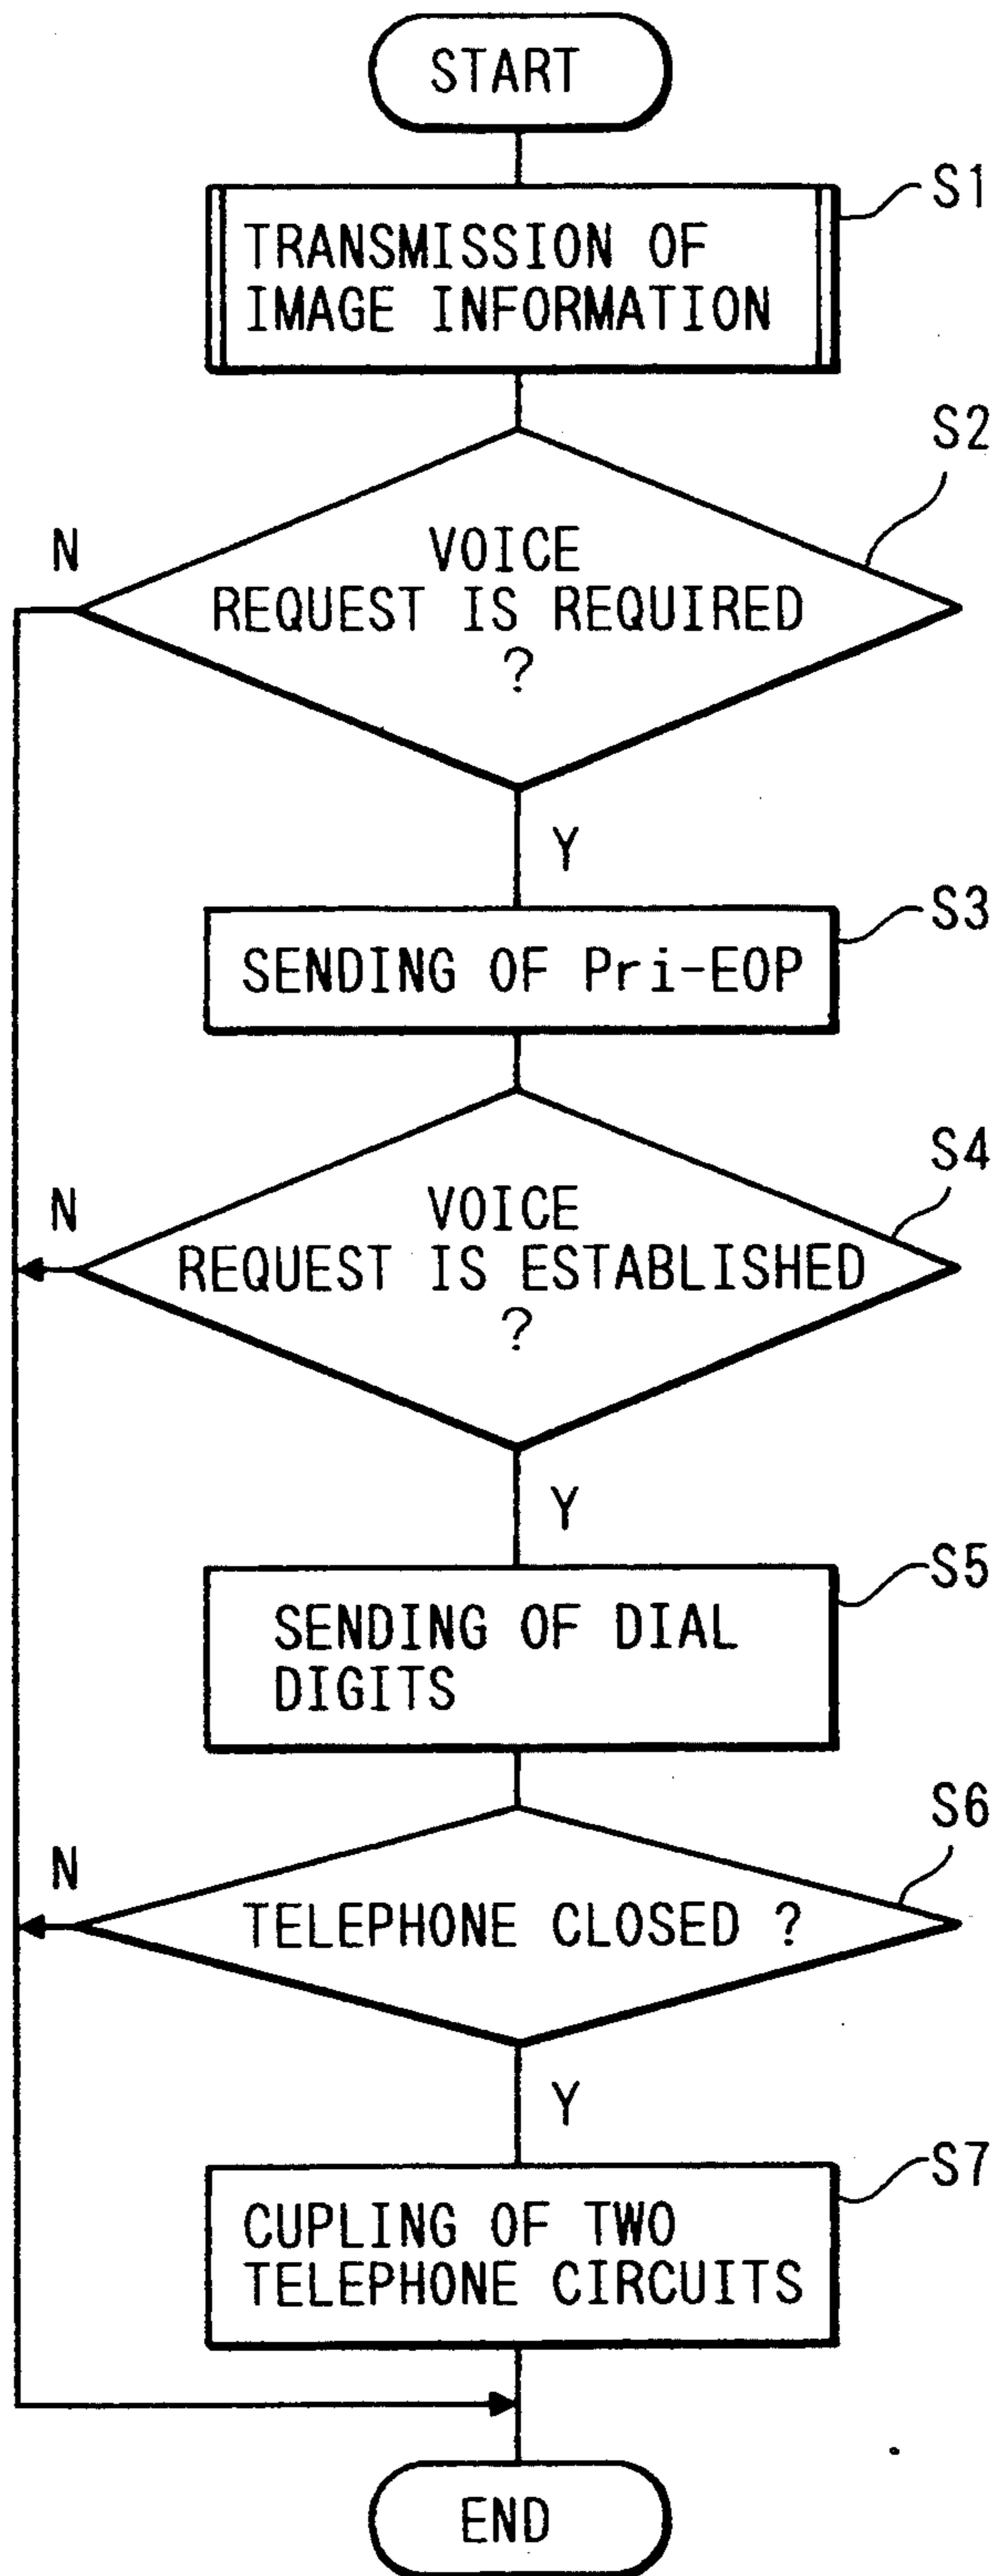 START
S1
TRANSMISSION OF
IMAGE INFORMATION
S2
N
VOICE
REQUEST IS REQUIRED
?
Y
S3
SENDING OF Pri-EOP
S4
N
VOICE
REQUEST IS ESTABLISHED
?
Y
S5
SENDING OF DIAL
DIGITS
S6
N
TELEPHONE CLOSED ?
Y
S7
CUPLING OF TWO
TELEPHONE CIRCUITS
END